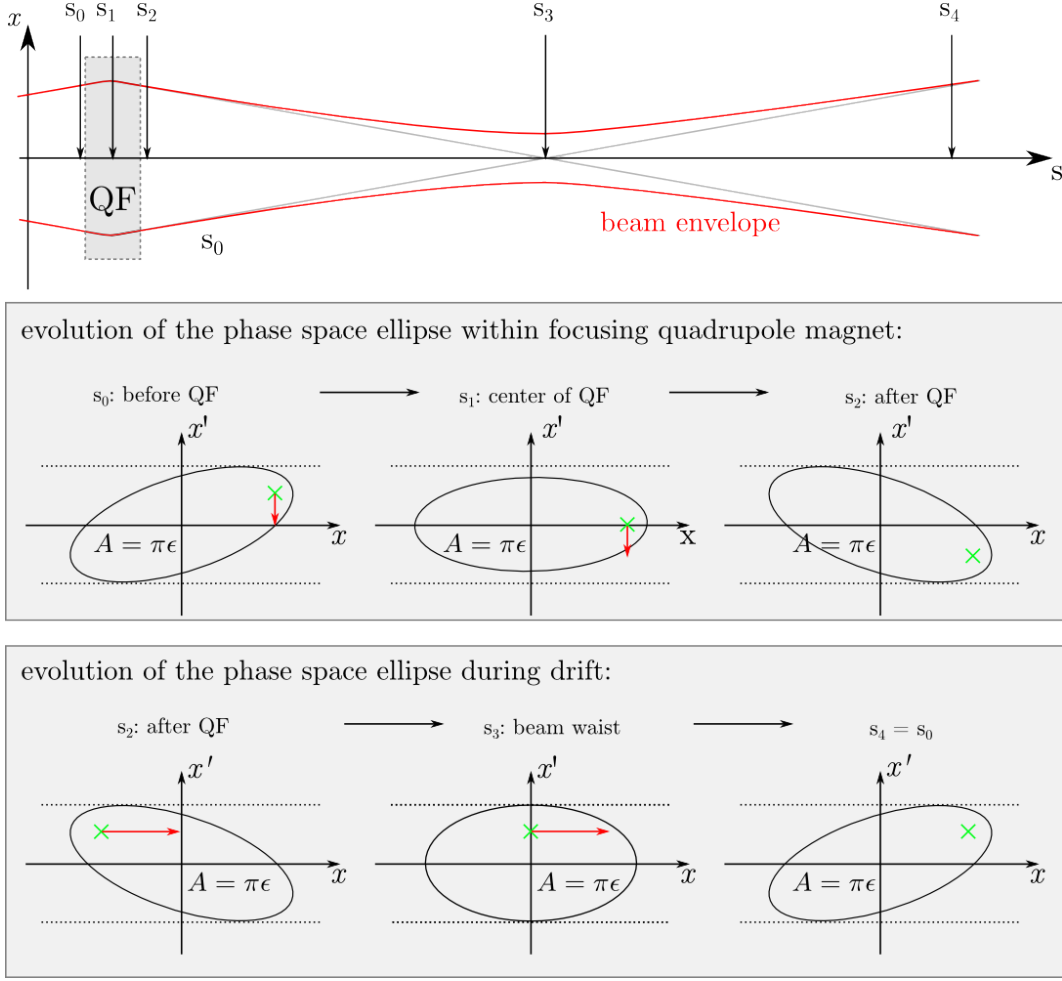 x s₀ s₁ s₂ s₃ s₄
s
QF
s₀
beam envelope
evolution of the phase space ellipse within focusing quadrupole magnet:
s₀: before QF s₁: center of QF s₂: after QF
x' x' x'
x x x
A = πϵ A = πϵ A = πϵ
evolution of the phase space ellipse during drift:
s₂: after QF s₃: beam waist s₄ = s₀
x' x' x'
x x x
A = πϵ A = πϵ A = πϵ